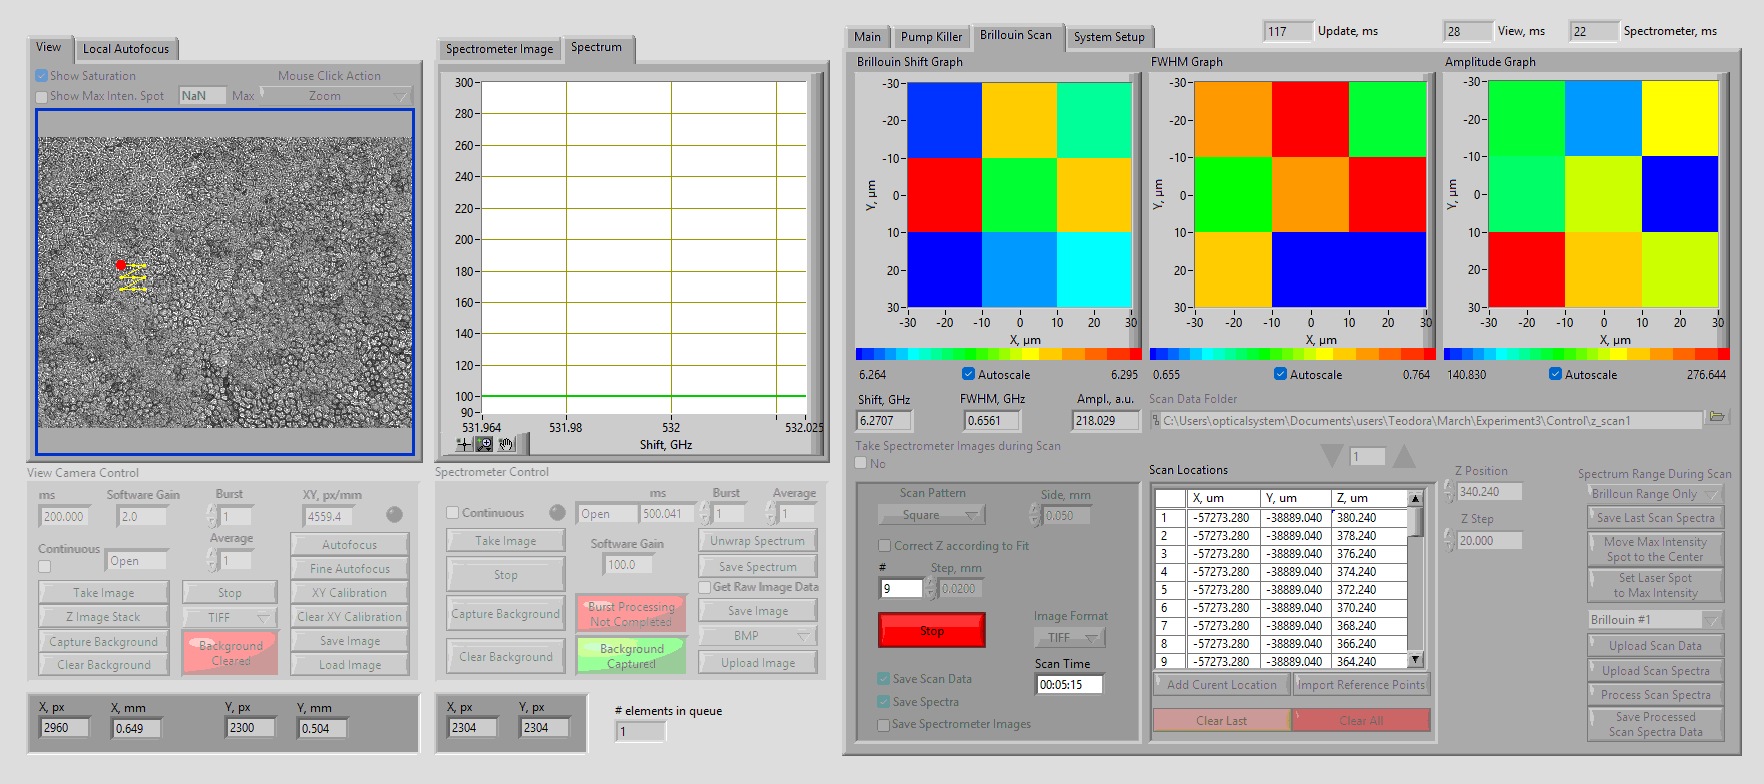 View
Local Autofocus
Show Saturation
Mouse Click Action
Show Max Inten. Spot
NaN
Max
Zoom
Spectrometer Image
Spectrum
300
280
260
240
220
200
180
160
140
120
100
90
531.964
531.98
532
532.025
Shift, GHz
117
Update, ms
28
View, ms
22
Spectrometer, ms
Main
Pump Killer
Brillouin Scan
System Setup
Brillouin Shift Graph
FWHM Graph
Amplitude Graph
-30
-20
-10
0
10
20
30
Y, µm
-30 -20 -10 0 10 20 30
X, µm
-30
-20
-10
0
10
20
30
Y, µm
-30 -20 -10 0 10 20 30
X, µm
-30
-20
-10
0
10
20
30
Y, µm
-30 -20 -10 0 10 20 30
X, µm
6.264
Autoscale
6.295
0.655
Autoscale
0.764
140.830
Autoscale
276.644
Shift, GHz
6.2707
FWHM, GHz
0.6561
Ampl., a.u.
218.029
Scan Data Folder
C:\Users\opticalsystem\Documents\users\Teodora\March\Experiment3\Control\z_scan1
Take Spectrometer Images during Scan
No
1
View Camera Control
ms
200.000
Software Gain
2.0
Burst
1
XY, px/mm
4559.4
Continuous
Open
Average
1
Autofocus
Fine Autofocus
Take Image
Stop
XY Calibration
Z Image Stack
TIFF
Clear XY Calibration
Capture Background
Background
Cleared
Save Image
Clear Background
Load Image
Spectrometer Control
Continuous
Open
ms
500.041
Burst
1
Average
1
Take Image
Software Gain
100.0
Unwrap Spectrum
Stop
Save Spectrum
Get Raw Image Data
Capture Background
Burst Processing
Not Completed
Save Image
BMP
Clear Background
Background
Captured
Upload Image
X, px
2960
X, mm
0.649
Y, px
2300
Y, mm
0.504
X, px
2304
Y, px
2304
# elements in queue
1
Scan Pattern
Square
Side, mm
0.050
Correct Z according to Fit
#
9
Step, mm
0.0200
Stop
Image Format
TIFF
Scan Time
00:05:15
Save Scan Data
Save Spectra
Save Spectrometer Images
Scan Locations
X, um Y, um Z, um
1 -57273.280 -38889.040 380.240
2 -57273.280 -38889.040 378.240
3 -57273.280 -38889.040 376.240
4 -57273.280 -38889.040 374.240
5 -57273.280 -38889.040 372.240
6 -57273.280 -38889.040 370.240
7 -57273.280 -38889.040 368.240
8 -57273.280 -38889.040 366.240
9 -57273.280 -38889.040 364.240
Add Curent Location
Import Reference Points
Clear Last
Clear All
Z Position
340.240
Z Step
20.000
Spectrum Range During Scan
Brilloun Range Only
Save Last Scan Spectra
Move Max Intensity
Spot to the Center
Set Laser Spot
to Max Intensity
Brillouin #1
Upload Scan Data
Upload Scan Spectra
Process Scan Spectra
Save Processed
Scan Spectra Data